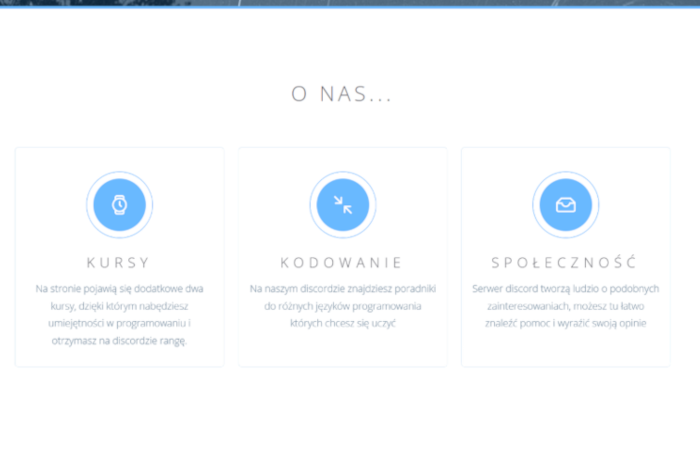 O NAS...
KURSY
Na stronie pojawią się dodatkowe dwa
kursy, dzięki którym nabędziesz
umiejętności w programowaniu i
otrzymasz na discordzie rangę.
KODOWANIE
Na naszym discordzie znajdziesz poradniki
do różnych języków programowania
których chcesz się uczyć
SPOŁECZNOŚĆ
Serwer discord tworzą ludzio o podobnych
zainteresowaniach, możesz tu łatwo
znaleźć pomoc i wyrazić swoją opinie